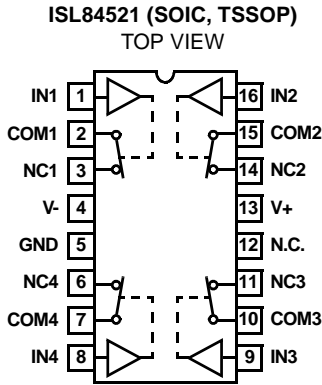 ISL84521 (SOIC, TSSOP)
TOP VIEW
IN1 1 16 IN2
COM1 2 15 COM2
NC1 3 14 NC2
V- 4 13 V+
GND 5 12 N.C.
NC4 6 11 NC3
COM4 7 10 COM3
IN4 8 9 IN3